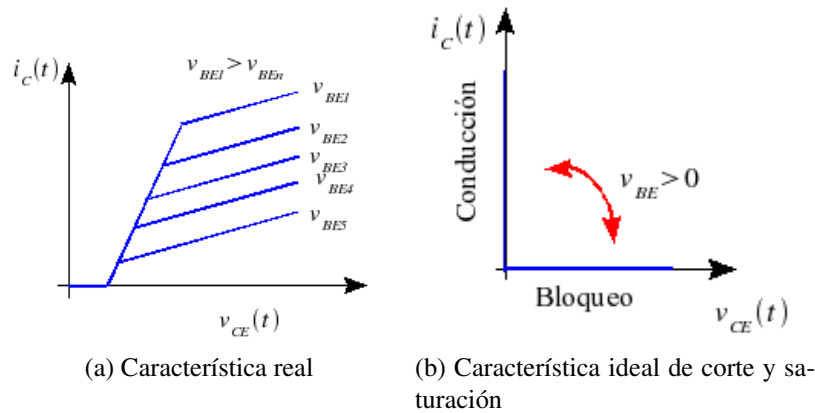 i_C(t)
v_BE1 > v_BEn
v_BE1
v_BE2
v_BE3
v_BE4
v_BE5
v_CE(t)
(a) Característica real
i_C(t)
Conducción
v_BE > 0
Bloqueo
v_CE(t)
(b) Característica ideal de corte y sa-
turación